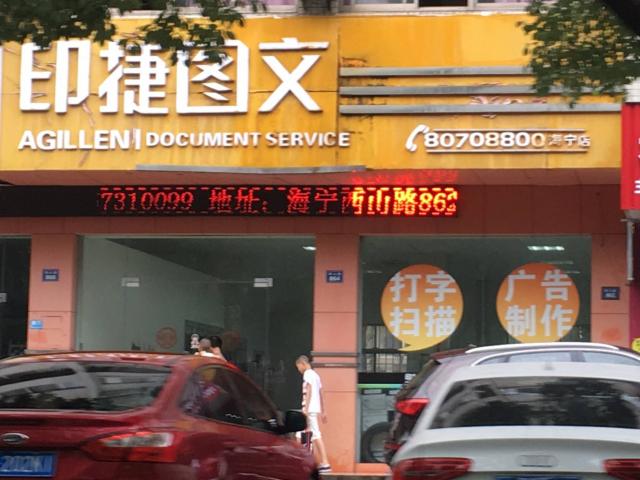 印捷图文
AGILLENI DOCUMENT SERVICE
80708800 海宁店
7310099 地址：海宁西山路862
打字
扫描
广告
制作
864